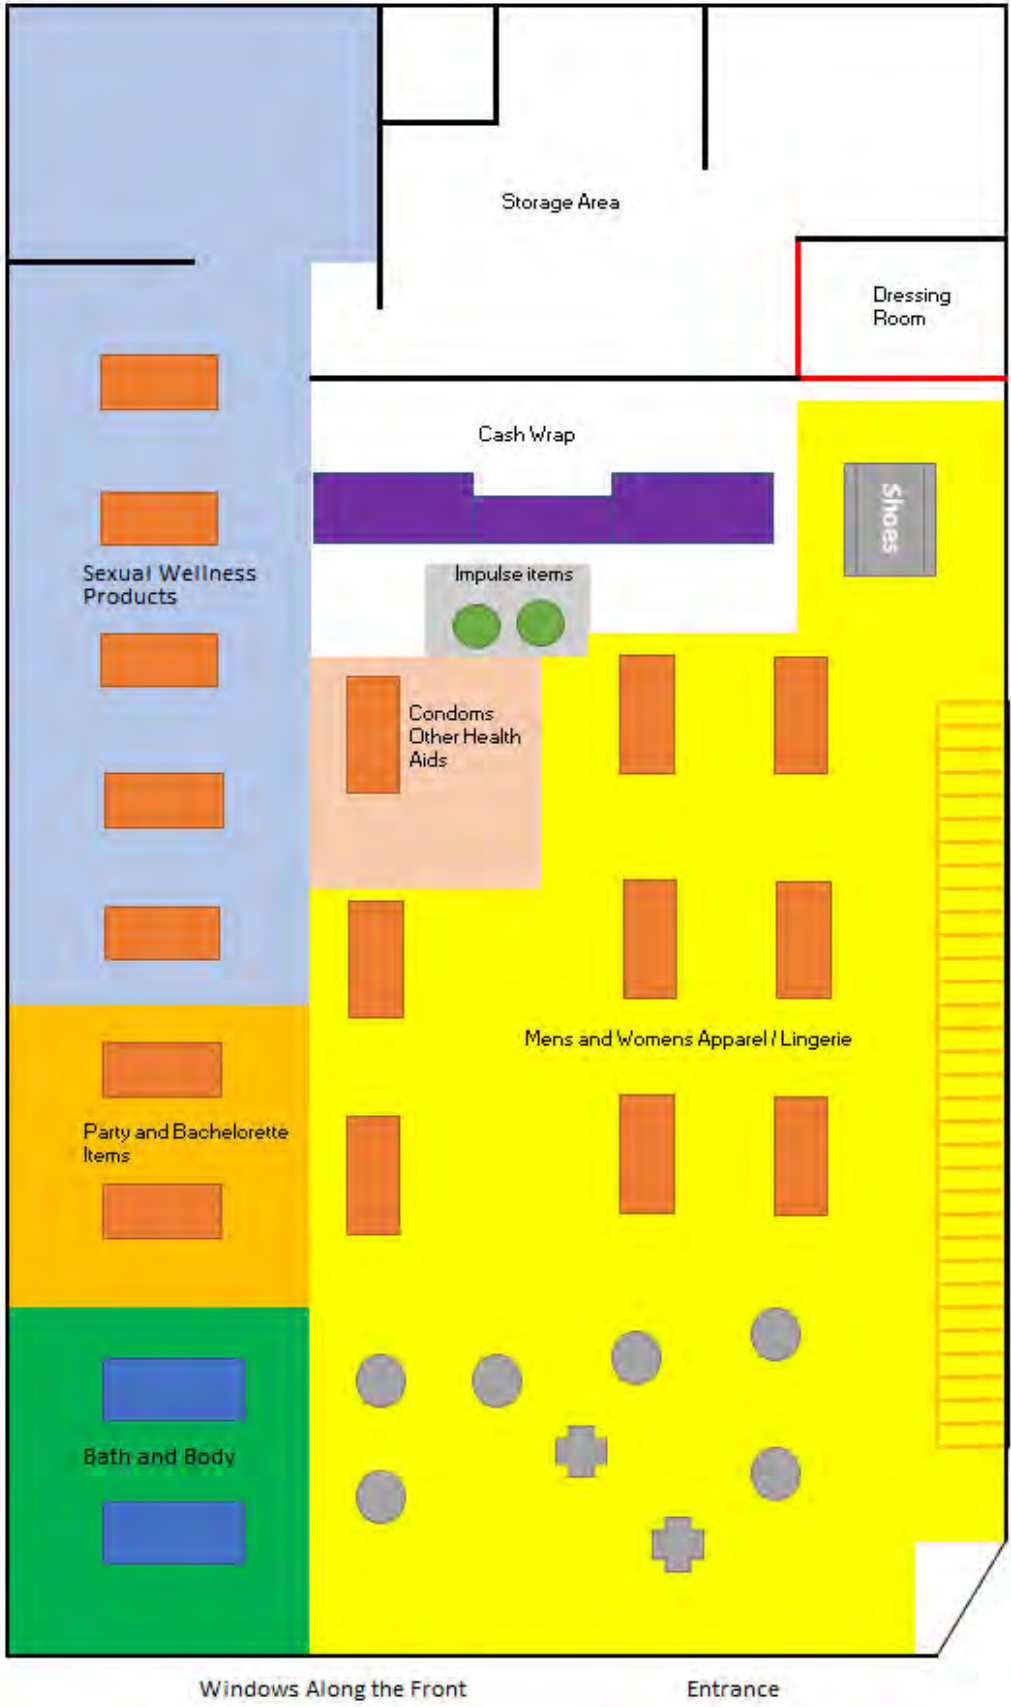 Storage Area
Dressing
Room
Cash Wrap
Shoes
Impulse items
Sexual Wellness
Products
Condoms
Other Health
Aids
Mens and Womens Apparel / Lingerie
Party and Bachelorette
Items
Bath and Body
Windows Along the Front
Entrance